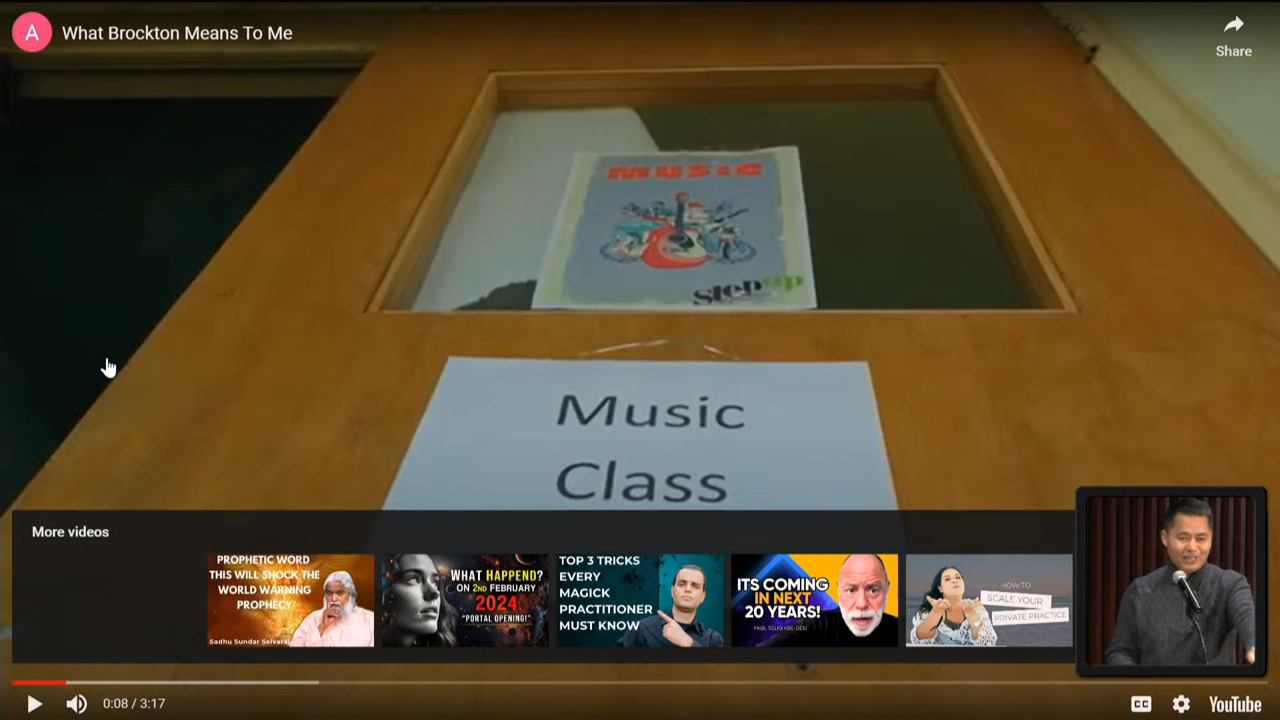 A
What Brockton Means To Me
Share
MUSIC
Step up
Music
Class
More videos
PROPHETIC WORD
THIS WILL SHOCK THE
WORLD WARNING
PROPHECY
Sadhu Sundar Selvaraj
WHAT HAPPEND?
ON 2ND FEBRUARY
2024
"PORTAL OPENING!"
TOP 3 TRICKS
EVERY
MAGICK
PRACTITIONER
MUST KNOW
ITS COMING
IN NEXT
20 YEARS!
HOW TO
SCALE YOUR
PRIVATE PRACTICE
0:08 / 3:17
CC
YouTube